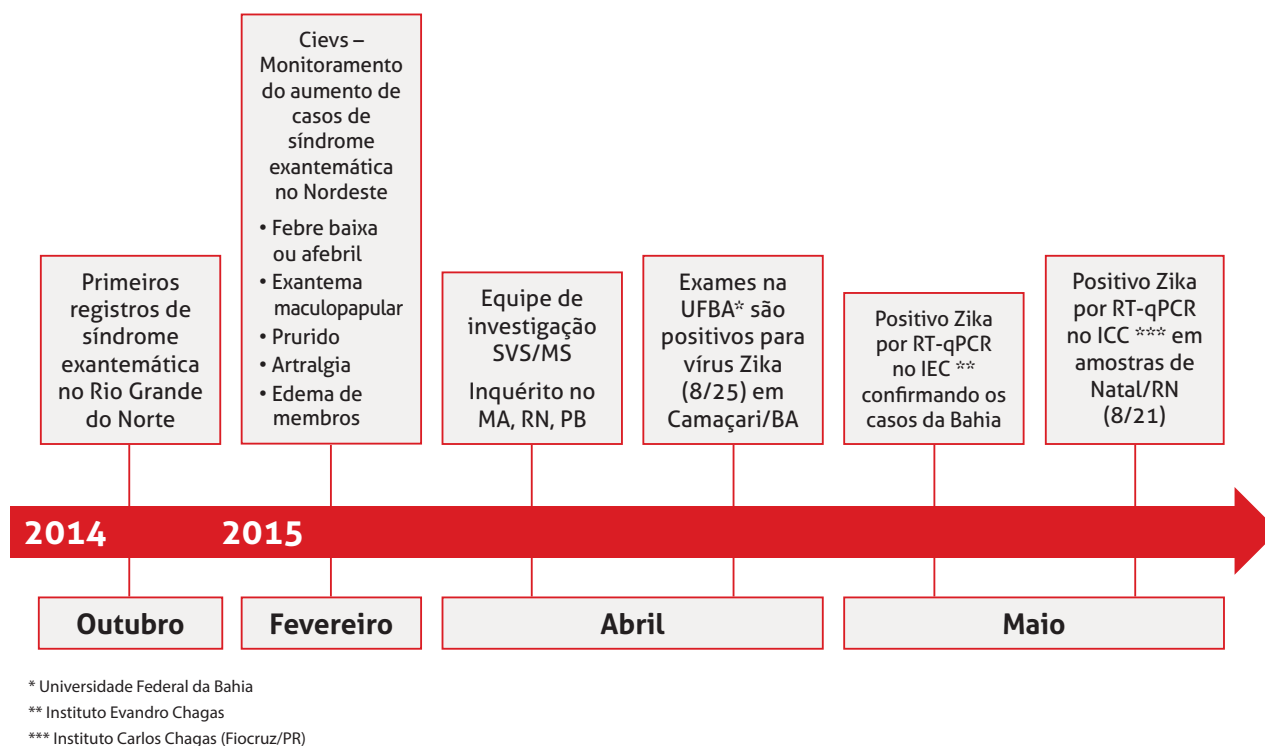 Primeiros
registros de
síndrome
exantemática
no Rio Grande
do Norte
Cievs –
Monitoramento
do aumento de
casos de
síndrome
exantemática
no Nordeste
• Febre baixa
ou afebril
• Exantema
maculopapular
• Prurido
• Artralgia
• Edema de
membros
Equipe de
investigação
SVS/MS
Inquérito no
MA, RN, PB
Exames na
UFBA* são
positivos para
vírus Zika
(8/25) em
Camaçari/BA
Positivo Zika
por RT-qPCR
no IEC **
confirmando os
casos da Bahia
Positivo Zika
por RT-qPCR
no ICC *** em
amostras de
Natal/RN
(8/21)
2014
2015
Outubro
Fevereiro
Abril
Maio
* Universidade Federal da Bahia
** Instituto Evandro Chagas
*** Instituto Carlos Chagas (Fiocruz/PR)